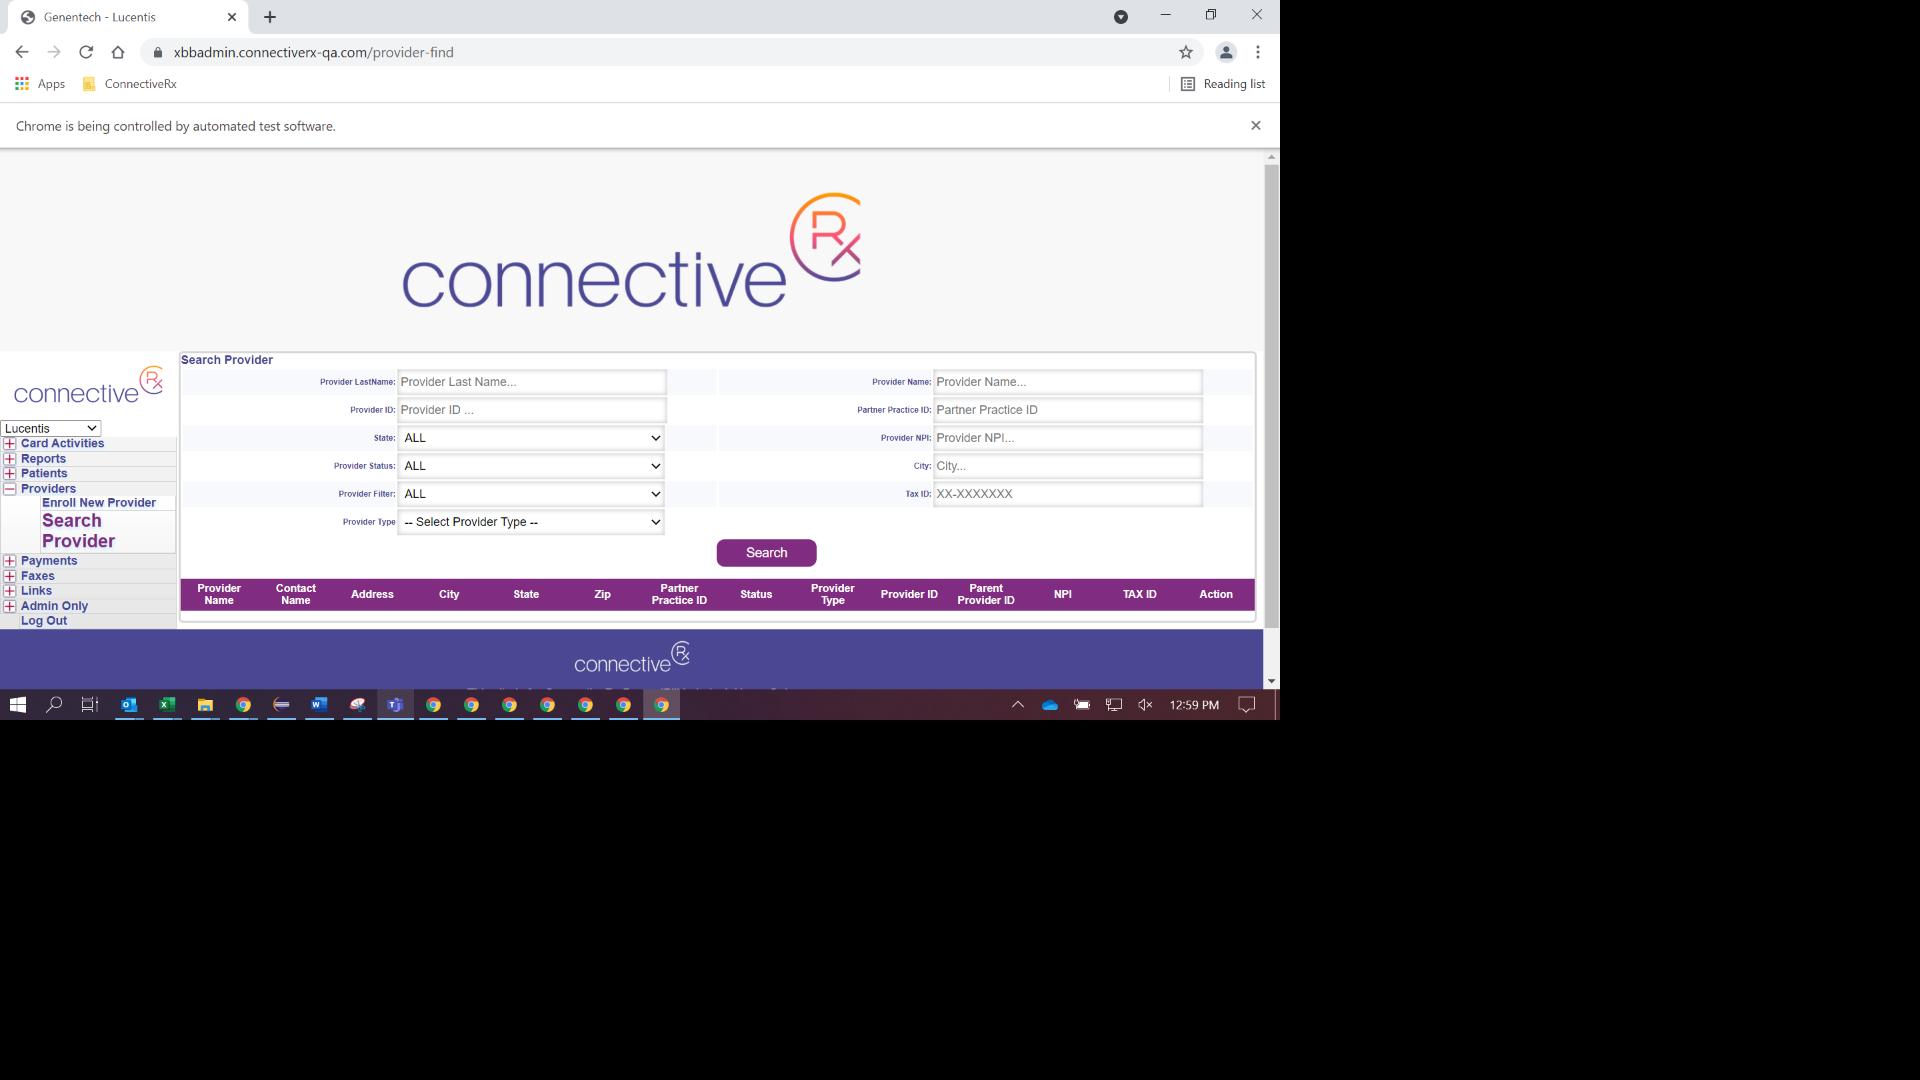 Genentech - Lucentis
xbbadmin.connectiverx-qa.com/provider-find
Apps
ConnectiveRx
Reading list
Chrome is being controlled by automated test software.
connective Rx
connective Rx
Search Provider
Provider LastName: Provider Last Name...
Provider Name: Provider Name...
Provider ID: Provider ID ...
Partner Practice ID: Partner Practice ID
State: ALL
Provider NPI: Provider NPI...
Provider Status: ALL
City: City...
Provider Filter: ALL
Tax ID: XX-XXXXXXX
Provider Type -- Select Provider Type --
Search
Lucentis
Card Activities
Reports
Patients
Providers
Enroll New Provider
Search
Provider
Payments
Faxes
Links
Admin Only
Log Out
Provider Name
Contact Name
Address
City
State
Zip
Partner Practice ID
Status
Provider Type
Provider ID
Parent Provider ID
NPI
TAX ID
Action
connective Rx
12:59 PM